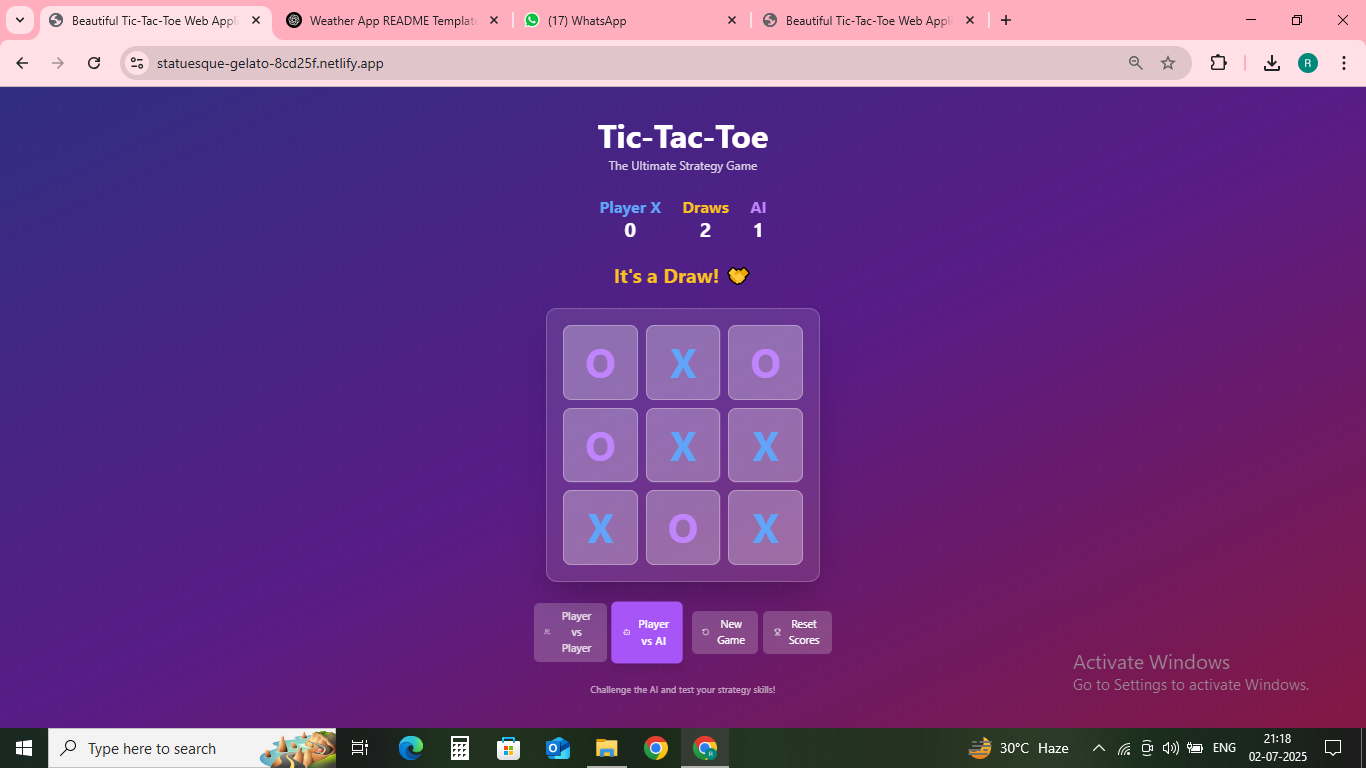 Beautiful Tic-Tac-Toe Web Appli
Weather App README Template
(17) WhatsApp
Beautiful Tic-Tac-Toe Web Appli
statuesque-gelato-8cd25f.netlify.app
R
Tic-Tac-Toe
The Ultimate Strategy Game
Player X Draws AI
0 2 1
It's a Draw!
O X O
O X X
X O X
Player
vs
Player
Player
vs AI
New
Game
Reset
Scores
Challenge the AI and test your strategy skills!
Activate Windows
Go to Settings to activate Windows.
Type here to search
30°C Haze
ENG
21:18
02-07-2025